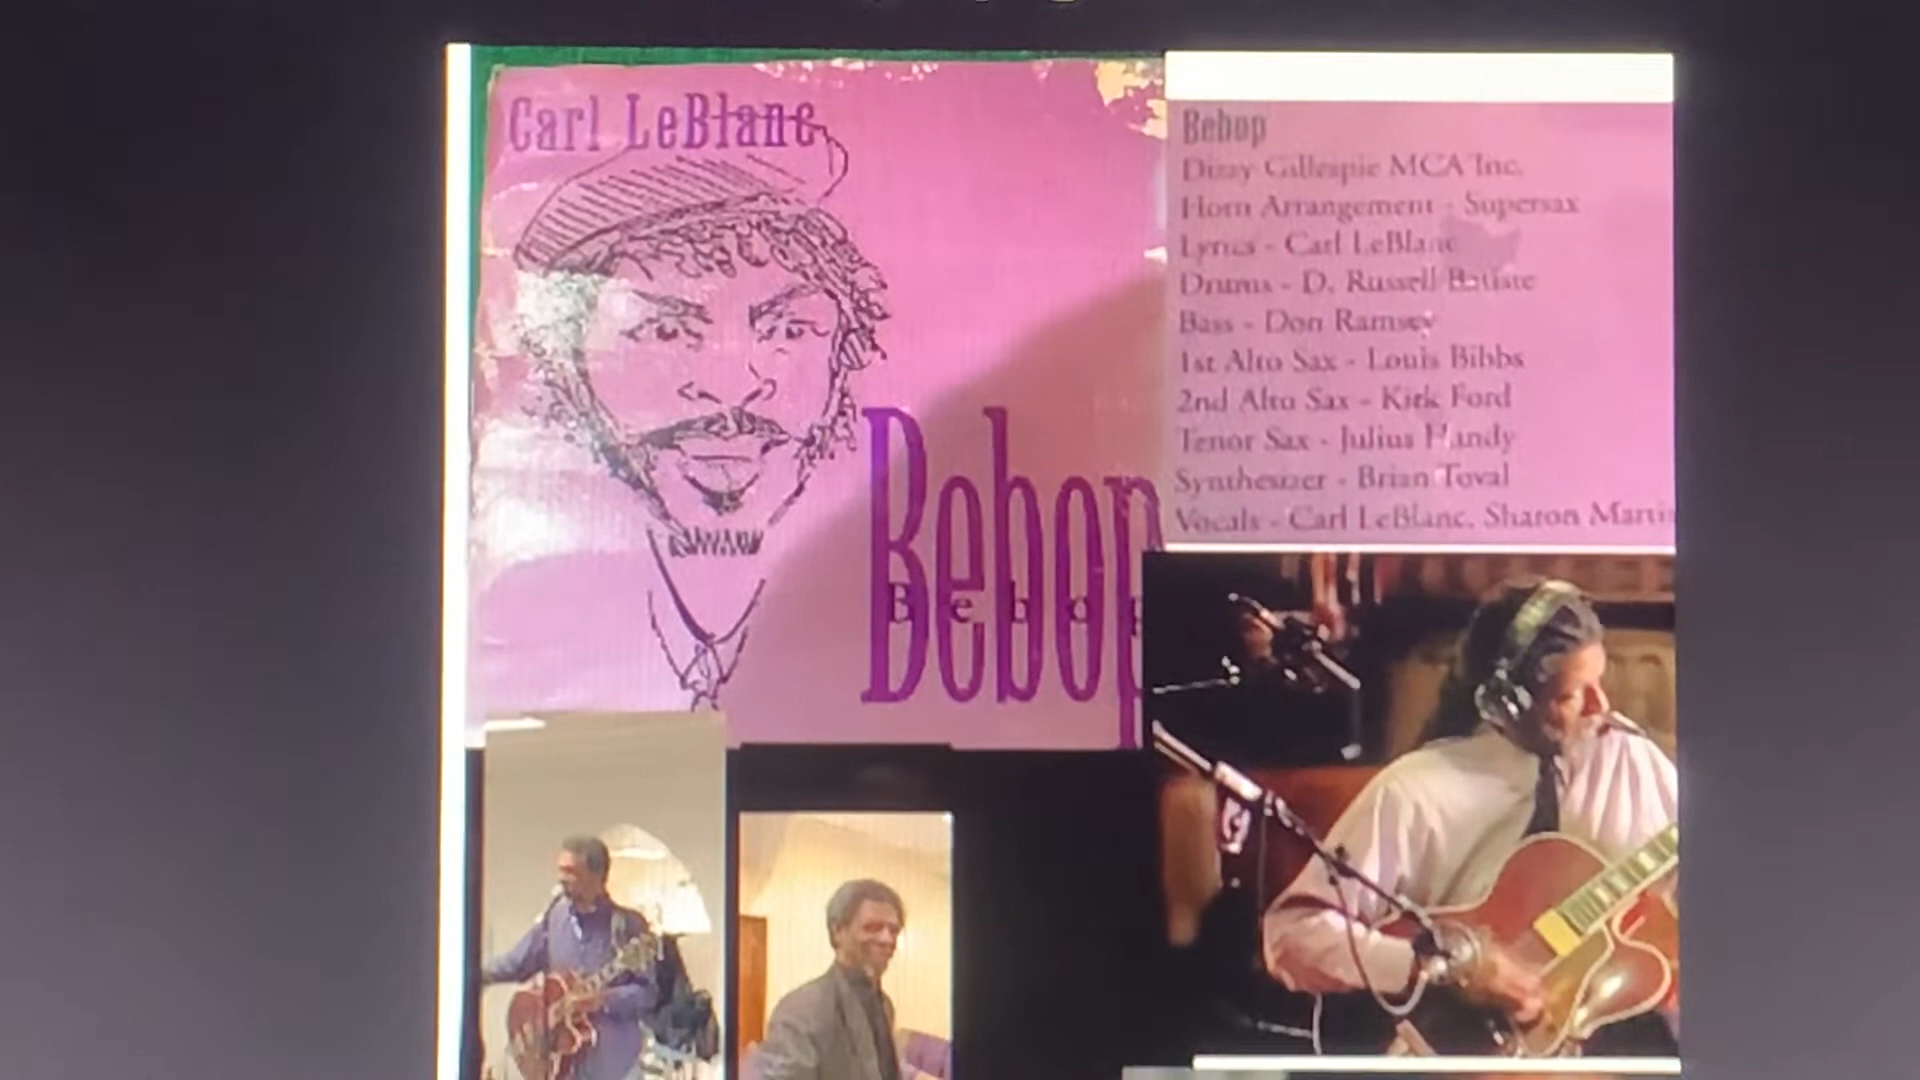 Carl LeBlanc
Bebop
Bebop
Bebop
Dizzy Gillespie MCA Inc.
Horn Arrangement - Supersax
Lyrics - Carl LeBlanc
Drums - D. Russell Batiste
Bass - Don Ramsey
1st Alto Sax - Louis Bibbs
2nd Alto Sax - Kirk Ford
Tenor Sax - Julius Handy
Synthesizer - Brian Toval
Vocals - Carl LeBlanc, Sharon